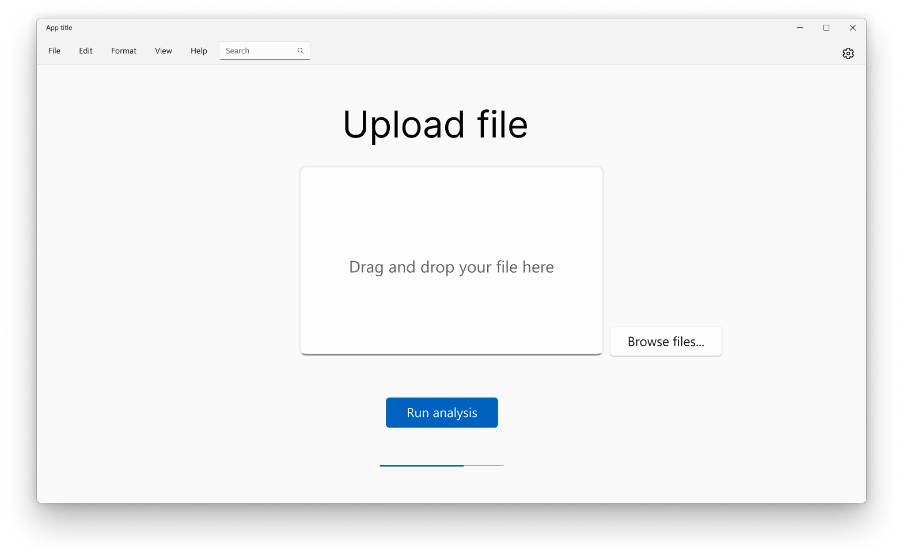 App title
File Edit Format View Help Search
Upload file
Drag and drop your file here
Browse files...
Run analysis